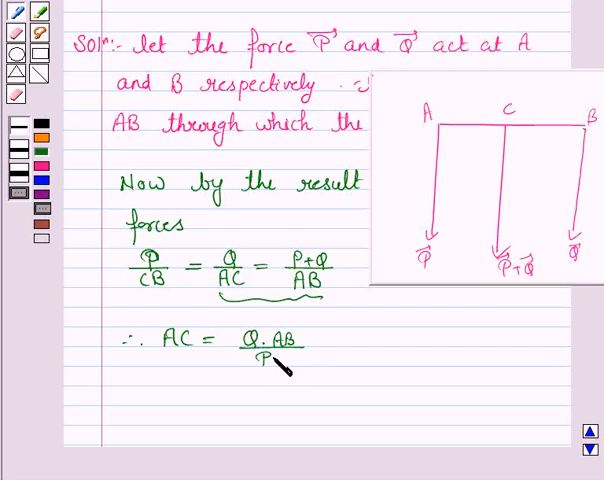 Solⁿ:- let the force P⃗ and Q⃗ act at A
and B respectively
AB through which the
Now by the result
forces
P/CB = Q/AC = P+Q/AB
∴ AC = Q.AB/P
A C B
P⃗ P⃗+Q⃗ Q⃗